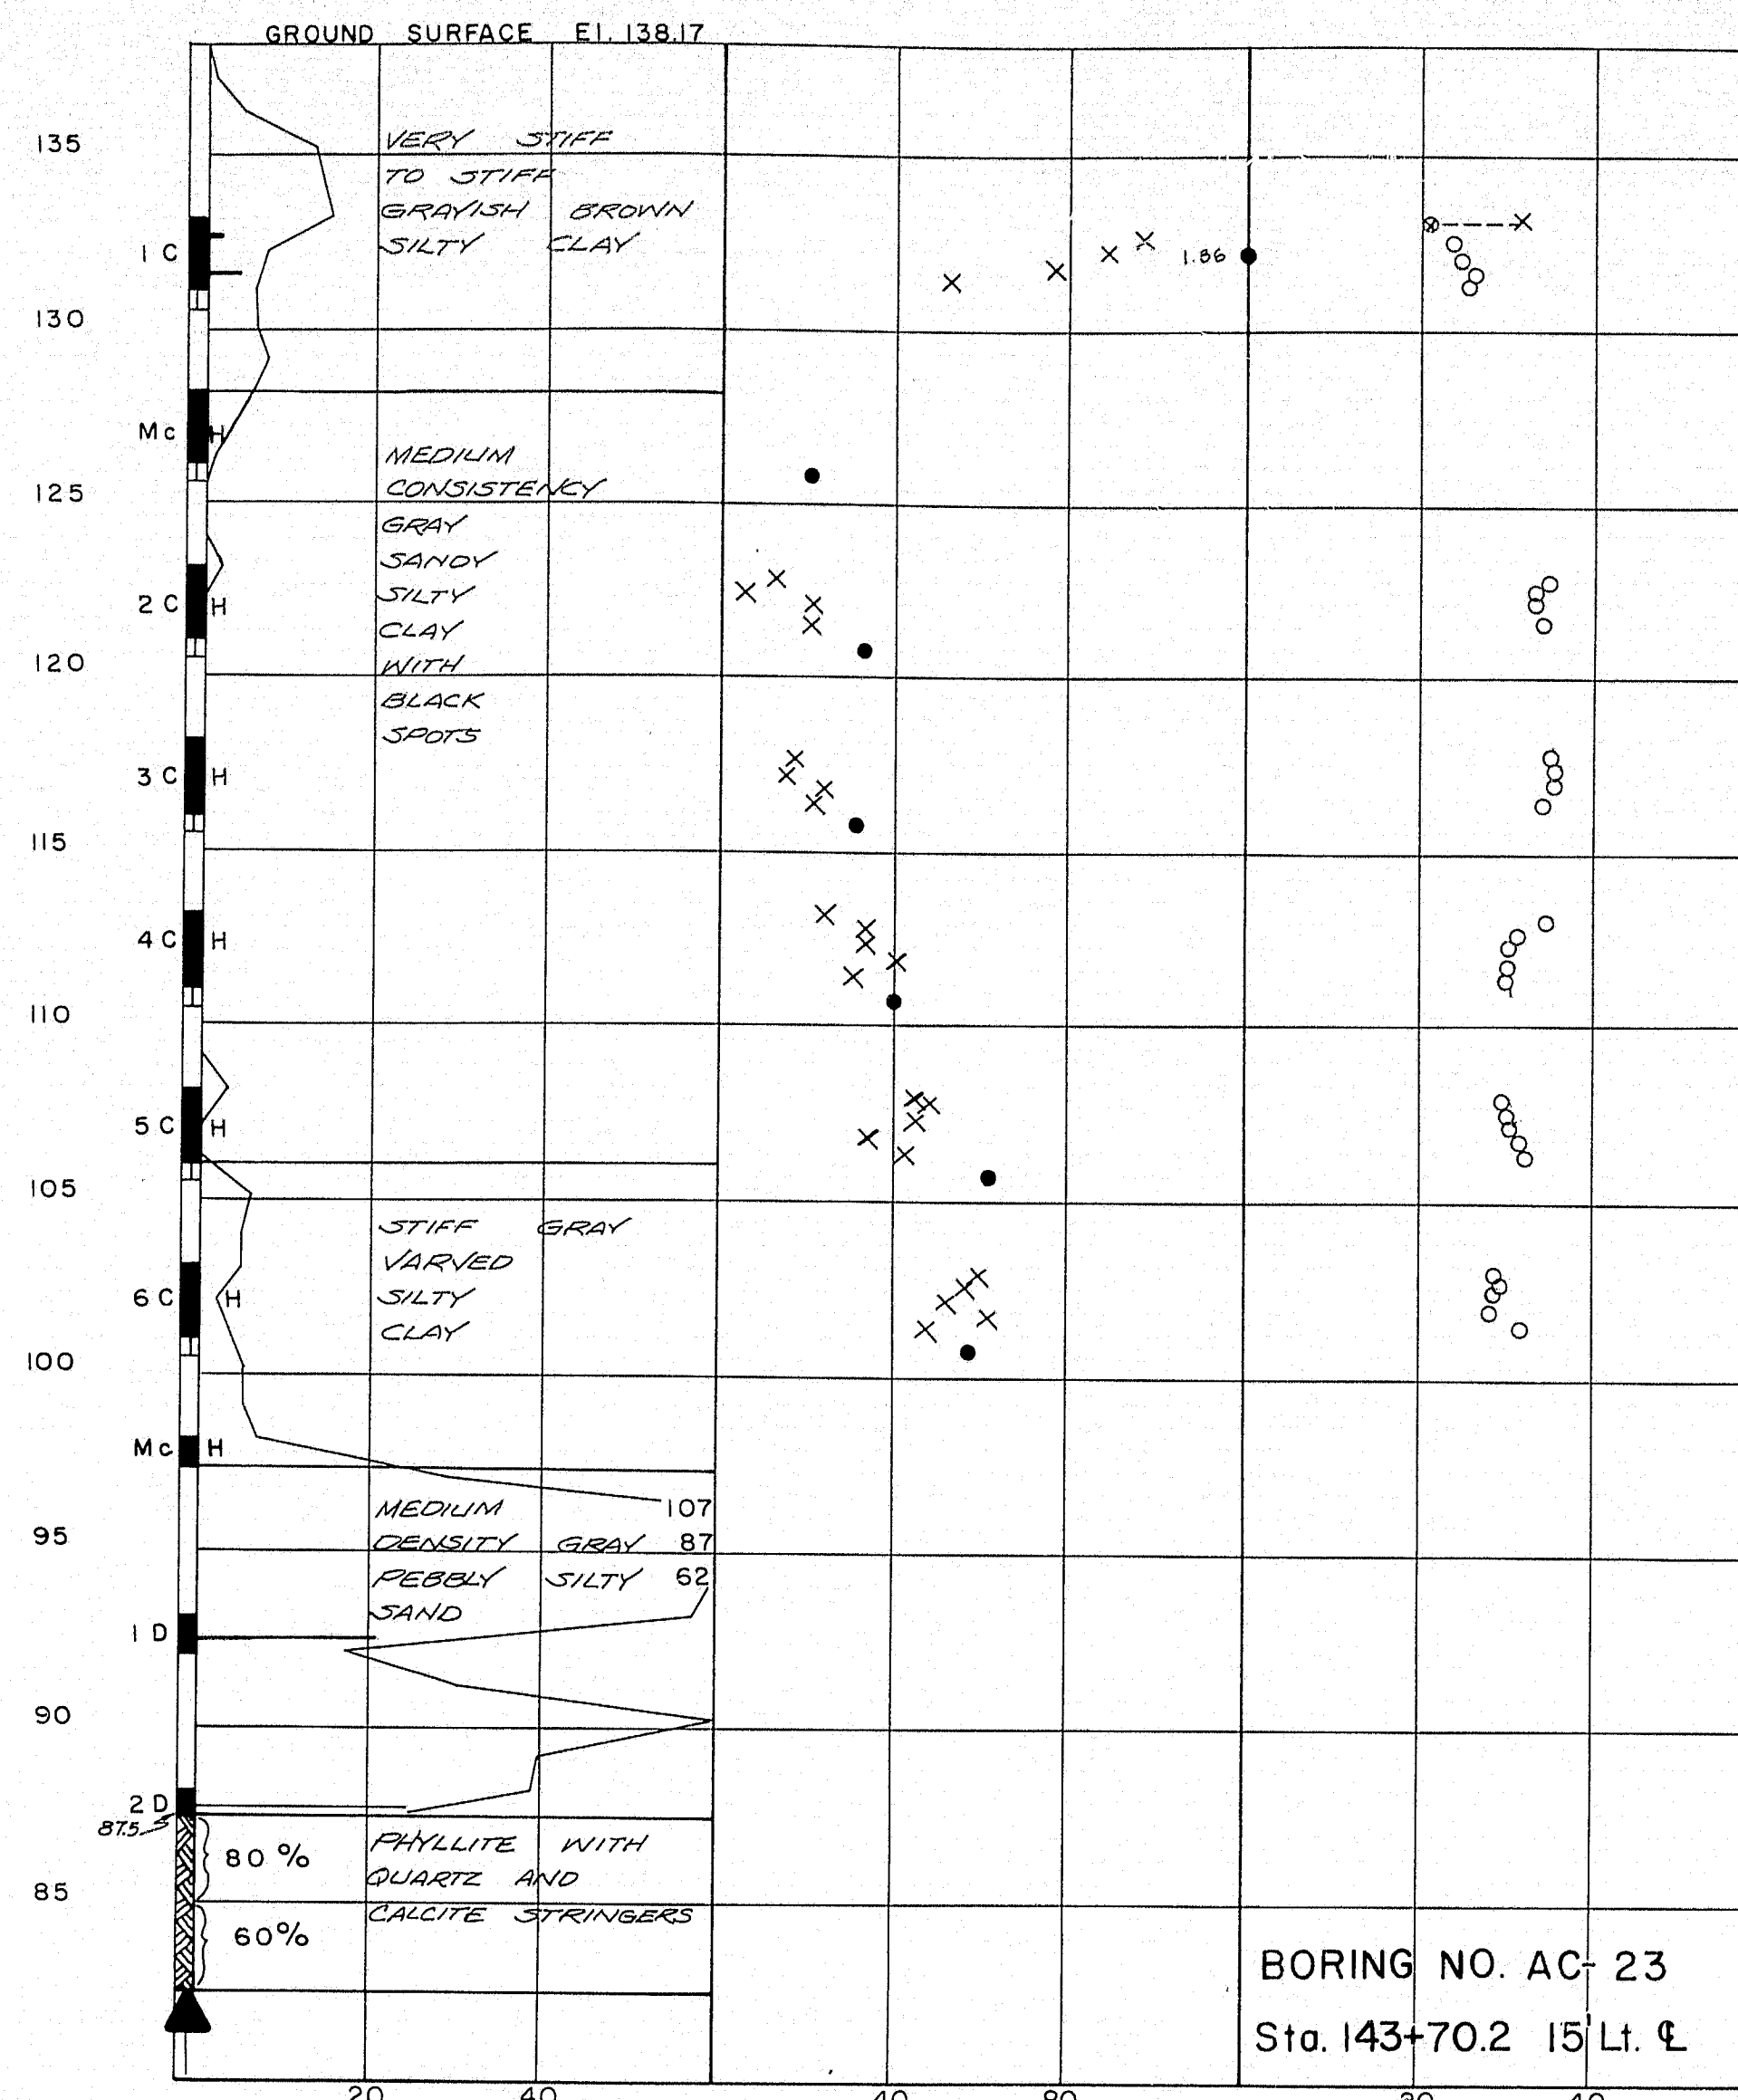 GROUND SURFACE El. 138.17
135
VERY STIFF
TO STIFF
GRAYISH BROWN
1 C
SILTY CLAY
1.86
130
Mc H
MEDIUM
125
CONSISTENCY
GRAY
SANDY
2 C H
SILTY
CLAY
120
WITH
BLACK
SPOTS
3 C H
115
4 C H
110
5 C H
105
STIFF GRAY
VARVED
6 C H
SILTY
CLAY
100
Mc H
MEDIUM 107
95
DENSITY GRAY 87
PEBBLY SILTY 62
SAND
1 D
90
2 D
87.5
80%
PHYLLITE WITH
QUARTZ AND
85
CALCITE STRINGERS
60%
BORING NO. AC-23
Sta. 143+70.2 15' Lt. ℄
20 40 40 80